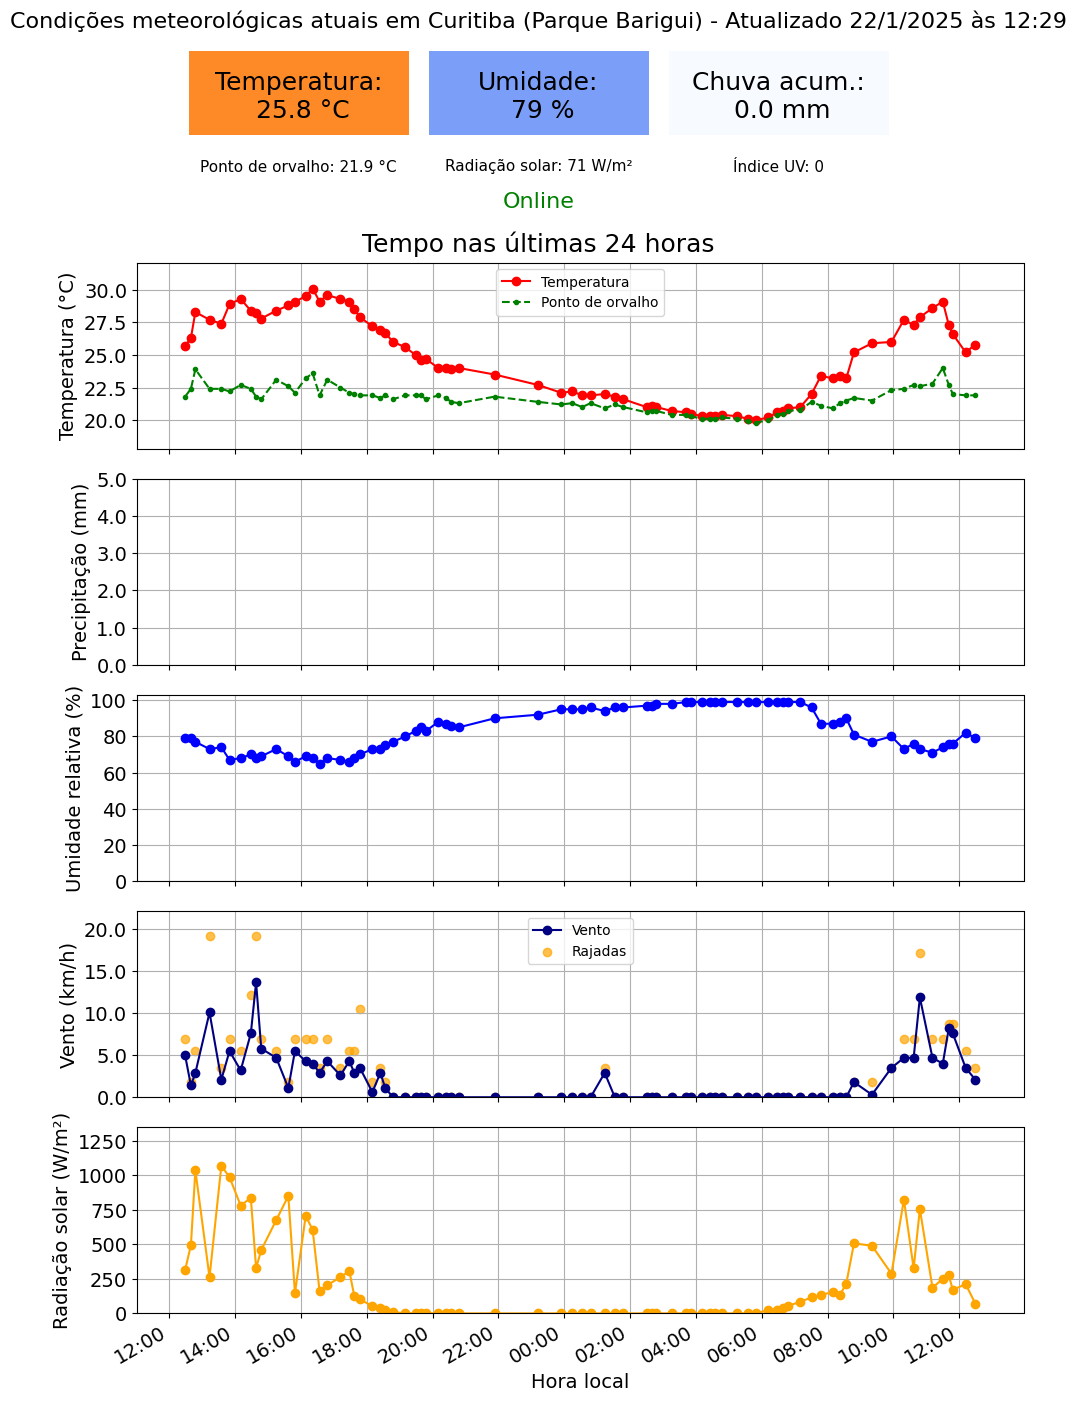 Condições meteorológicas atuais em Curitiba (Parque Barigui) - Atualizado 22/1/2025 às 12:29
Temperatura:
25.8 °C
Umidade:
79 %
Chuva acum.:
0.0 mm
Ponto de orvalho: 21.9 °C
Radiação solar: 71 W/m²
Índice UV: 0
Online
Tempo nas últimas 24 horas
Temperatura (°C)
30.0
27.5
25.0
22.5
20.0
Temperatura
Ponto de orvalho
Precipitação (mm)
5.0
4.0
3.0
2.0
1.0
0.0
Umidade relativa (%)
100
80
60
40
20
0
Vento (km/h)
20.0
15.0
10.0
5.0
0.0
Vento
Rajadas
Radiação solar (W/m²)
1250
1000
750
500
250
0
12:00
14:00
16:00
18:00
20:00
22:00
00:00
02:00
04:00
06:00
08:00
10:00
12:00
Hora local